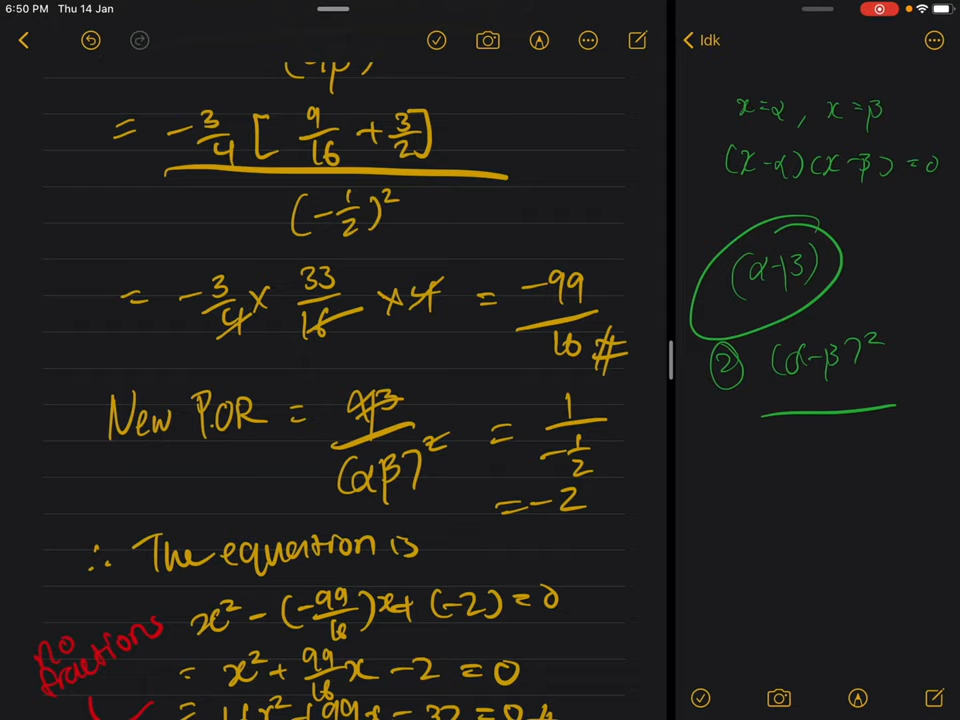 6:50 PM Thu 14 Jan
= -3/4 [ 9/16 + 3/2 ]
(-1/2)²
= -3/4 × 33/16 × 4 = -99/16 #
New P.O.R = αβ/(αβ)² = 1/(-1/2)
= -2
∴ The equation is
x² - (-99/16)x + (-2) = 0
no fractions
= x² + 99/16 x - 2 = 0
Idk
x = α, x = β
(x-α)(x-β) = 0
(α-β)
② (α-β)²